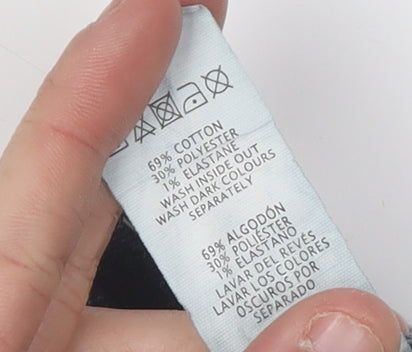 69% COTTON
30% POLYESTER
1% ELASTANE
WASH INSIDE OUT
WASH DARK COLOURS
SEPARATELY
69% ALGODÓN
30% POLIÉSTER
1% ELASTANO
LAVAR DEL REVÉS
LAVAR LOS COLORES
OSCUROS POR
SEPARADO